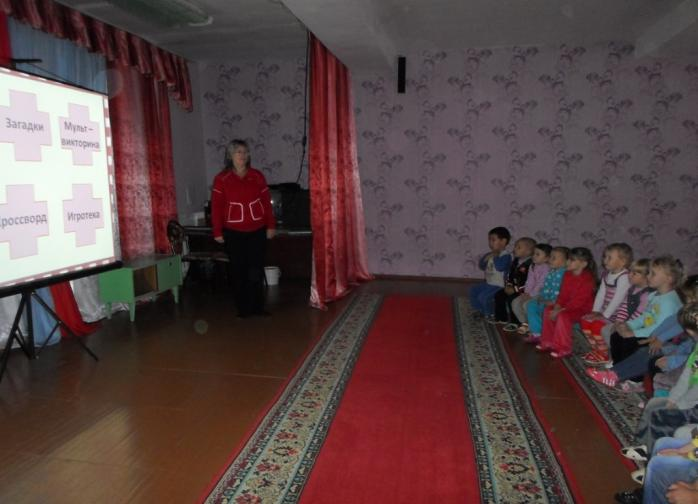 Загадки
Мульт –
викторина
Кроссворд
Игротека